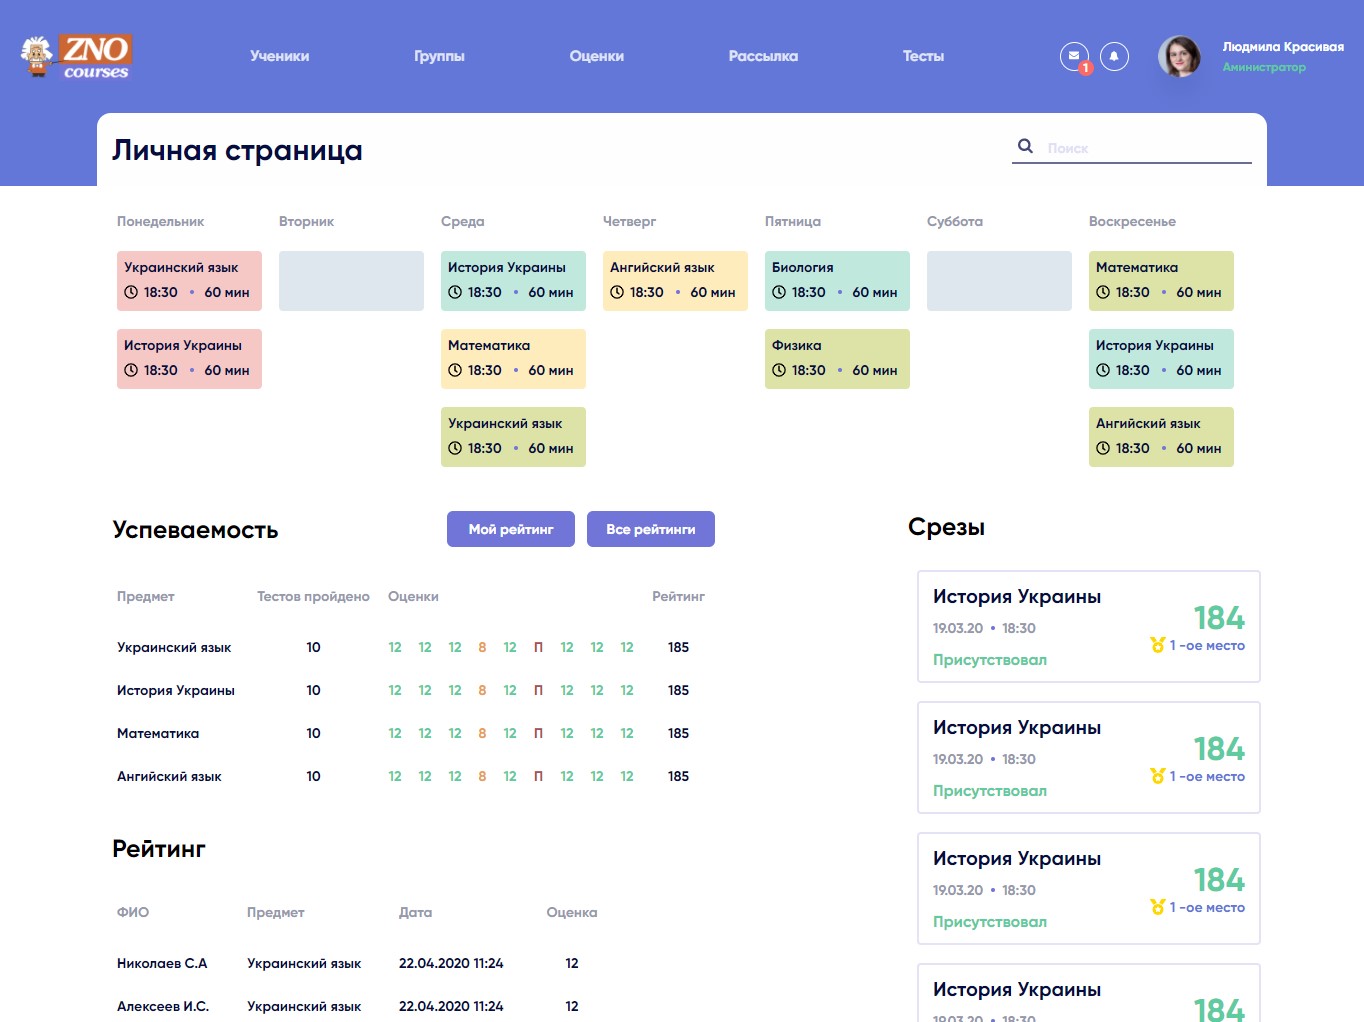 ZNO
courses
Ученики
Группы
Оценки
Рассылка
Тесты
1
Людмила Красивая
Аминистратор
Личная страница
Поиск
Понедельник Вторник Среда Четверг Пятница Суббота Воскресенье
Украинский язык История Украины Ангийский язык Биология Математика
18:30 • 60 мин 18:30 • 60 мин 18:30 • 60 мин 18:30 • 60 мин 18:30 • 60 мин
История Украины Математика Физика История Украины
18:30 • 60 мин 18:30 • 60 мин 18:30 • 60 мин 18:30 • 60 мин
Украинский язык Ангийский язык
18:30 • 60 мин 18:30 • 60 мин
Успеваемость
Мой рейтинг
Все рейтинги
Предмет Тестов пройдено Оценки Рейтинг
Украинский язык 10 12 12 12 8 12 П 12 12 12 185
История Украины 10 12 12 12 8 12 П 12 12 12 185
Математика 10 12 12 12 8 12 П 12 12 12 185
Ангийский язык 10 12 12 12 8 12 П 12 12 12 185
Рейтинг
ФИО Предмет Дата Оценка
Николаев С.А Украинский язык 22.04.2020 11:24 12
Алексеев И.С. Украинский язык 22.04.2020 11:24 12
Срезы
История Украины
19.03.20 • 18:30
Присутствовал
184
1 -ое место
История Украины
19.03.20 • 18:30
Присутствовал
184
1 -ое место
История Украины
19.03.20 • 18:30
Присутствовал
184
1 -ое место
История Украины
19.03.20 • 18:30
184